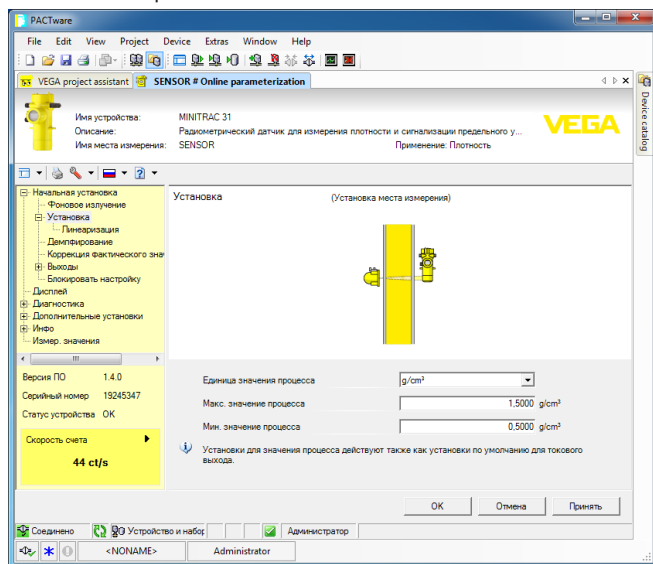 PACTware
File Edit View Project Device Extras Window Help
VEGA project assistant SENSOR # Online parameterization
Device catalog
Имя устройства: MINITRAC 31
Описание: Радиометрический датчик для измерения плотности и сигнализации предельного у...
Имя места измерения: SENSOR Применение: Плотность
VEGA
Начальная установка
Фоновое излучение
Установка
Линеаризация
Демпфирование
Коррекция фактического знач
Выходы
Блокировать настройку
Дисплей
Диагностика
Дополнительные установки
Инфо
Измер. значения
Установка (Установка места измерения)
Версия ПО 1.4.0
Серийный номер 19245347
Статус устройства OK
Скорость счета
44 ct/s
Единица значения процесса g/cm³
Макс. значение процесса 1,5000 g/cm³
Мин. значение процесса 0,5000 g/cm³
Установки для значения процесса действуют также как установки по умолчанию для токового
выхода.
OK Отмена Принять
Соединено Устройство и набор Администратор
<NONAME> Administrator